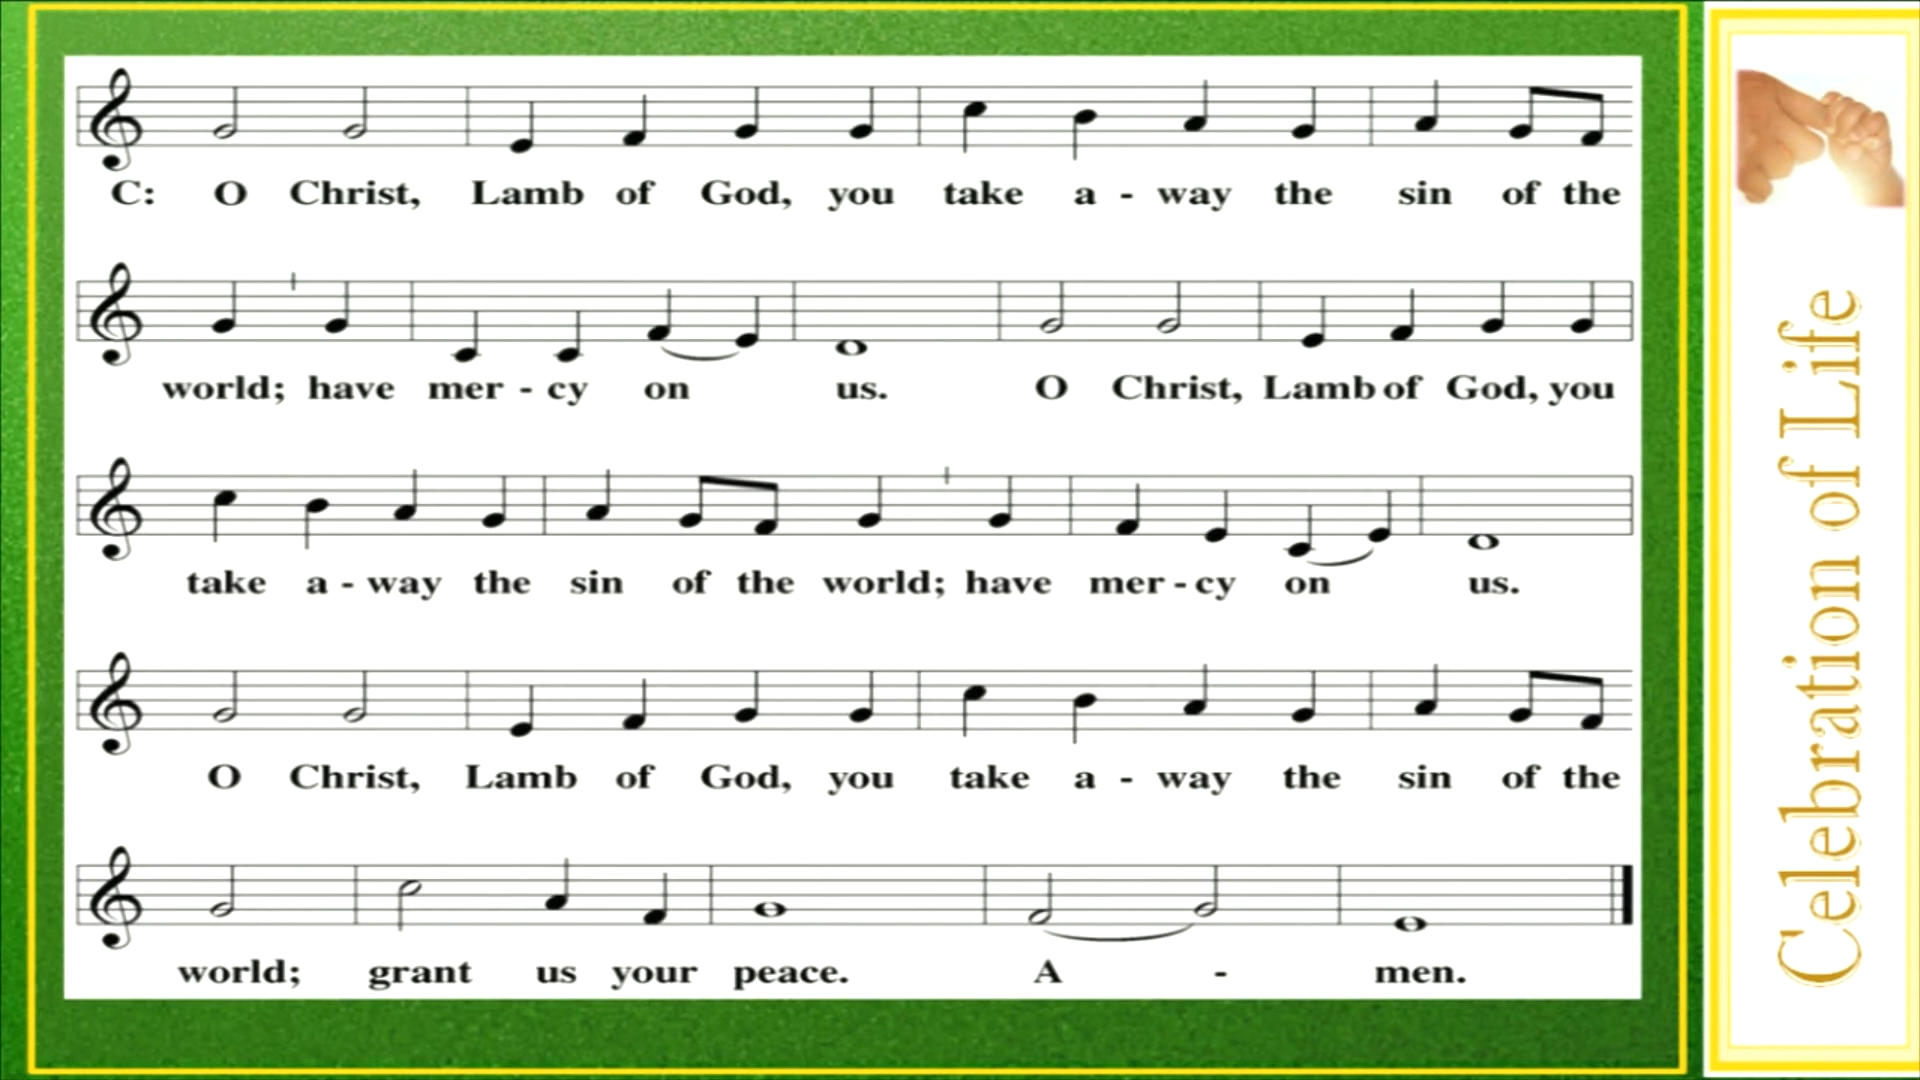 C: O Christ, Lamb of God, you take a - way the sin of the
world; have mer - cy on us. O Christ, Lamb of God, you
take a - way the sin of the world; have mer - cy on us.
O Christ, Lamb of God, you take a - way the sin of the
world; grant us your peace. A - men.
Celebration of Life